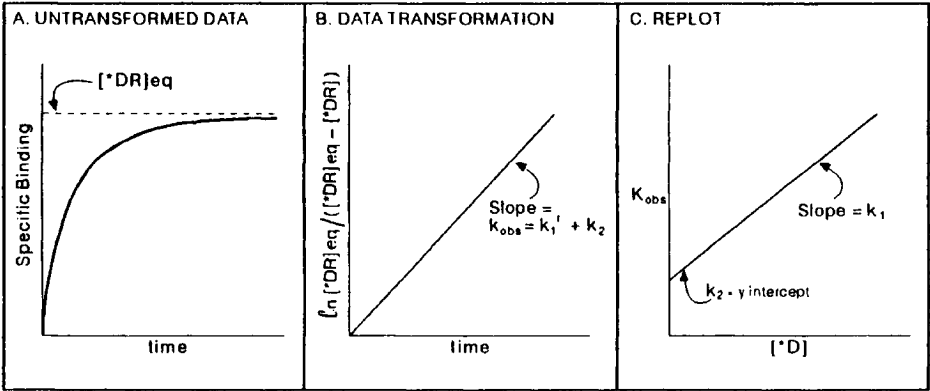 A. UNTRANSFORMED DATA
[*DR]eq
Specific Binding
time
B. DATA TRANSFORMATION
ℓn [*DR]eq/([*DR]eq – [*DR])
Slope =
kobs = k1' + k2
time
C. REPLOT
Kobs
Slope = k1
k2 = y intercept
[*D]